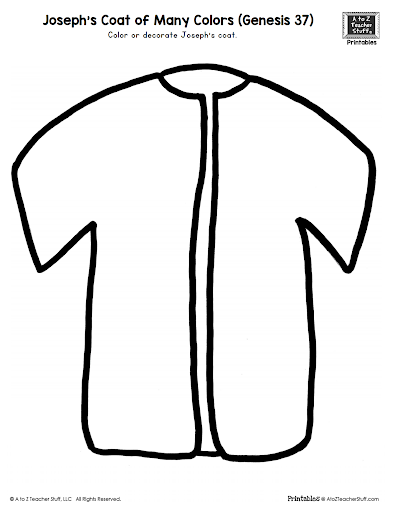 Joseph's Coat of Many Colors (Genesis 37)
Color or decorate Joseph's coat.
A to Z
Teacher
Stuff
Printables
© A to Z Teacher Stuff, LLC All Rights Reserved.
Printables @ AtoZTeacherStuff.com